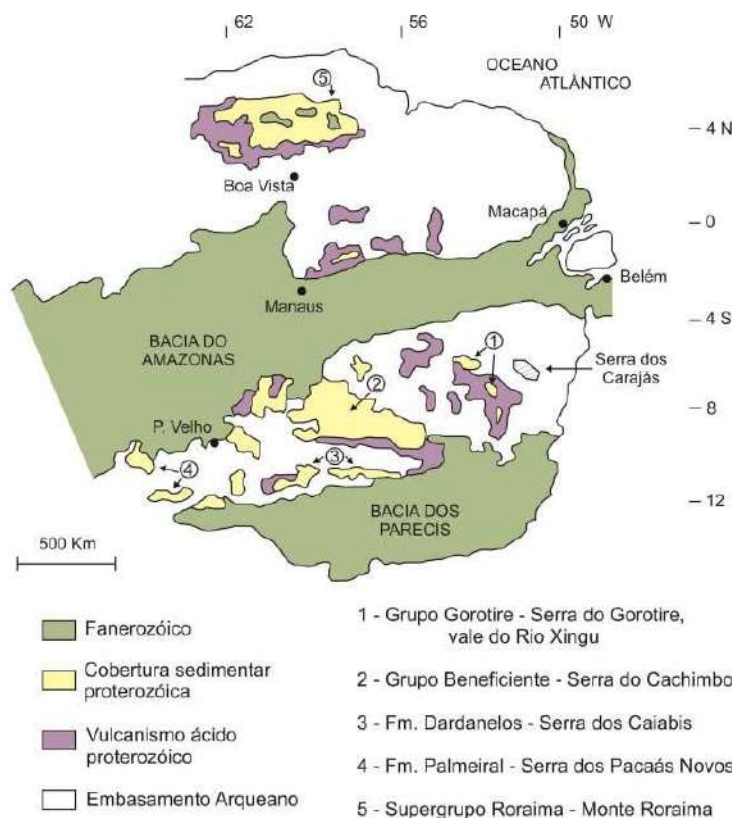 62
56
50 W
OCEANO
ATLÂNTICO
5
4 N
Boa Vista
Macapá
0
Belém
Manaus
4 S
BACIA DO
AMAZONAS
1
Serra dos
Carajás
2
8
P. Velho
3
4
BACIA DOS
PARECIS
12
500 Km
Fanerozóico
Cobertura sedimentar
proterozóica
Vulcanismo ácido
proterozóico
Embasamento Arqueano
1 - Grupo Gorotire - Serra do Gorotire,
vale do Rio Xingu
2 - Grupo Beneficiente - Serra do Cachimbo
3 - Fm. Dardanelos - Serra dos Caiabis
4 - Fm. Palmeiral - Serra dos Pacaás Novos
5 - Supergrupo Roraima - Monte Roraima